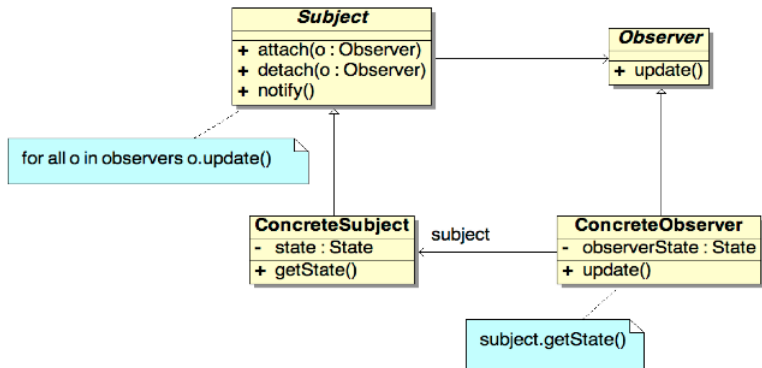 Subject
+ attach(o : Observer)
+ detach(o : Observer)
+ notify()
Observer
+ update()
for all o in observers o.update()
ConcreteSubject
- state : State
+ getState()
subject
ConcreteObserver
- observerState : State
+ update()
subject.getState()